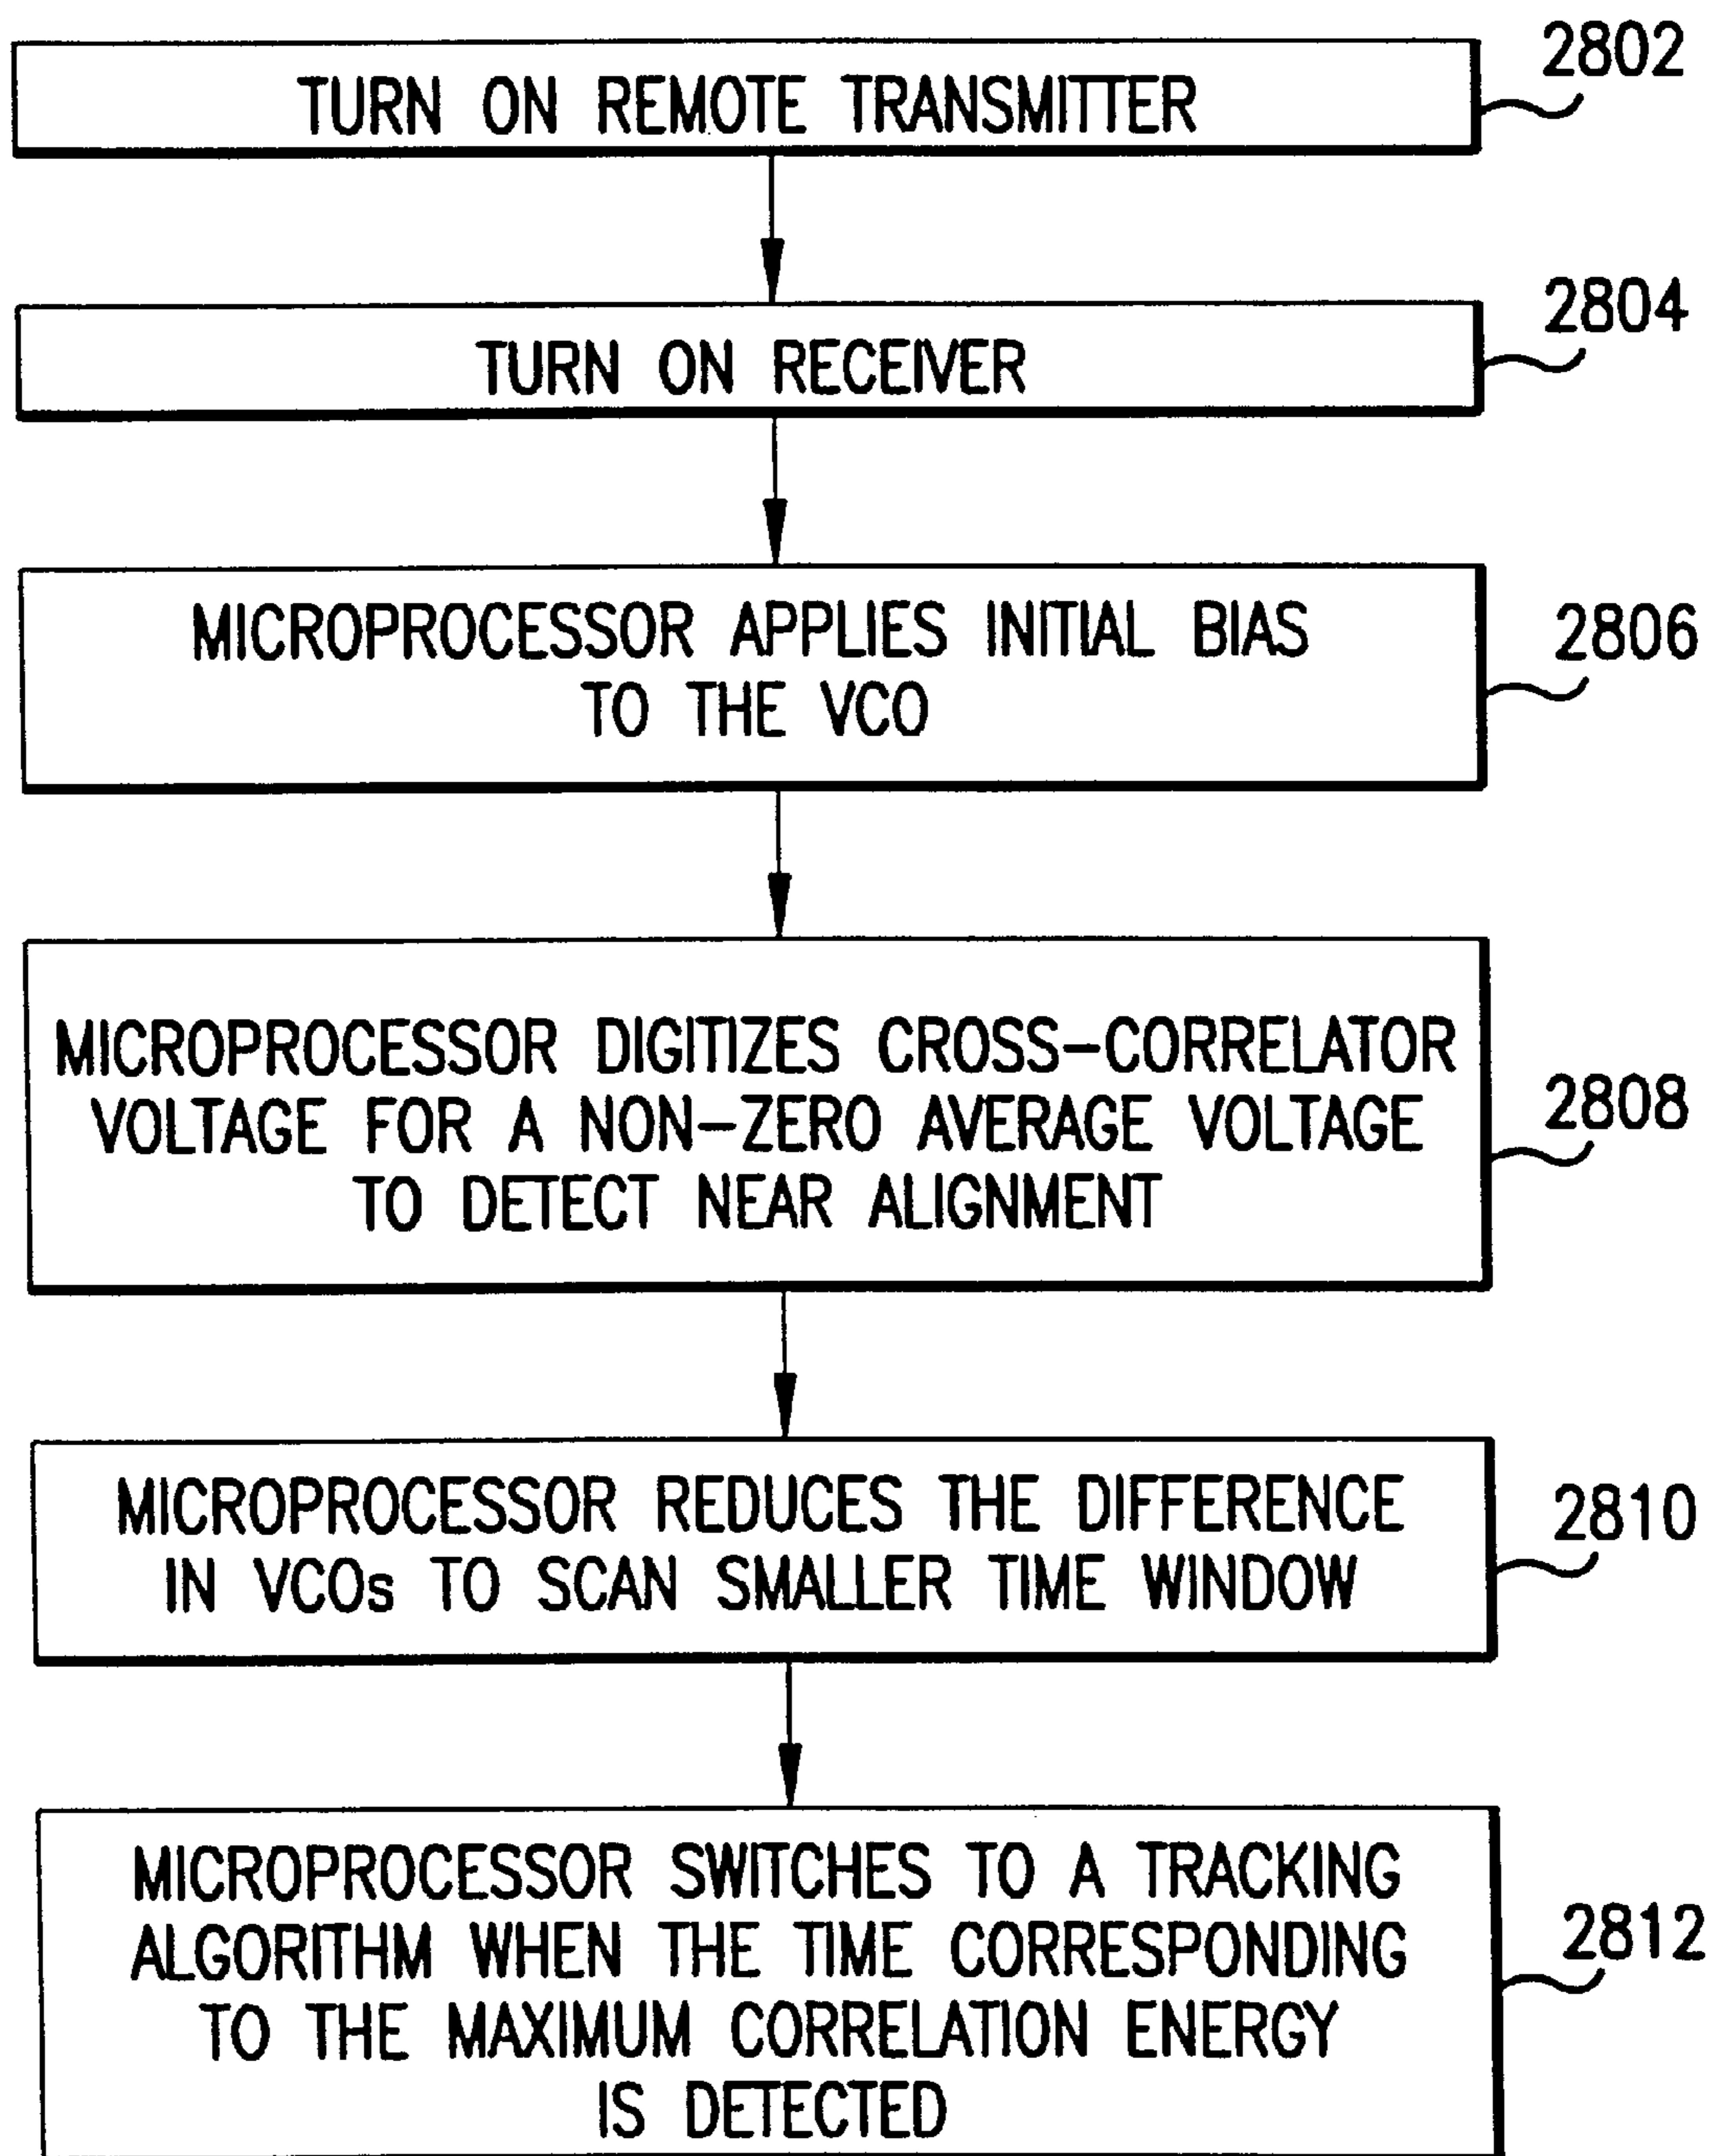 2802
TURN ON REMOTE TRANSMITTER
2804
TURN ON RECEIVER
2806
MICROPROCESSOR APPLIES INITIAL BIAS
TO THE VCO
2808
MICROPROCESSOR DIGITIZES CROSS-CORRELATOR
VOLTAGE FOR A NON-ZERO AVERAGE VOLTAGE
TO DETECT NEAR ALIGNMENT
2810
MICROPROCESSOR REDUCES THE DIFFERENCE
IN VCOs TO SCAN SMALLER TIME WINDOW
2812
MICROPROCESSOR SWITCHES TO A TRACKING
ALGORITHM WHEN THE TIME CORRESPONDING
TO THE MAXIMUM CORRELATION ENERGY
IS DETECTED